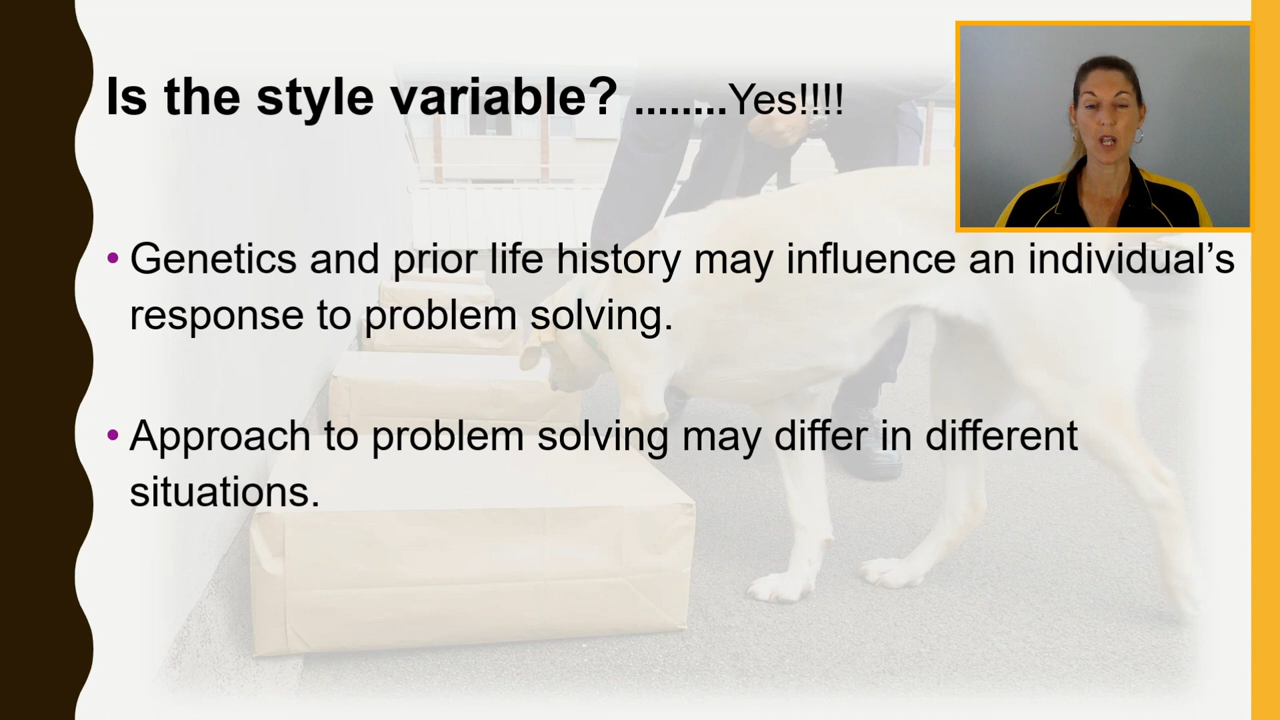 Is the style variable? ........Yes!!!!
• Genetics and prior life history may influence an individual’s
response to problem solving.
• Approach to problem solving may differ in different
situations.